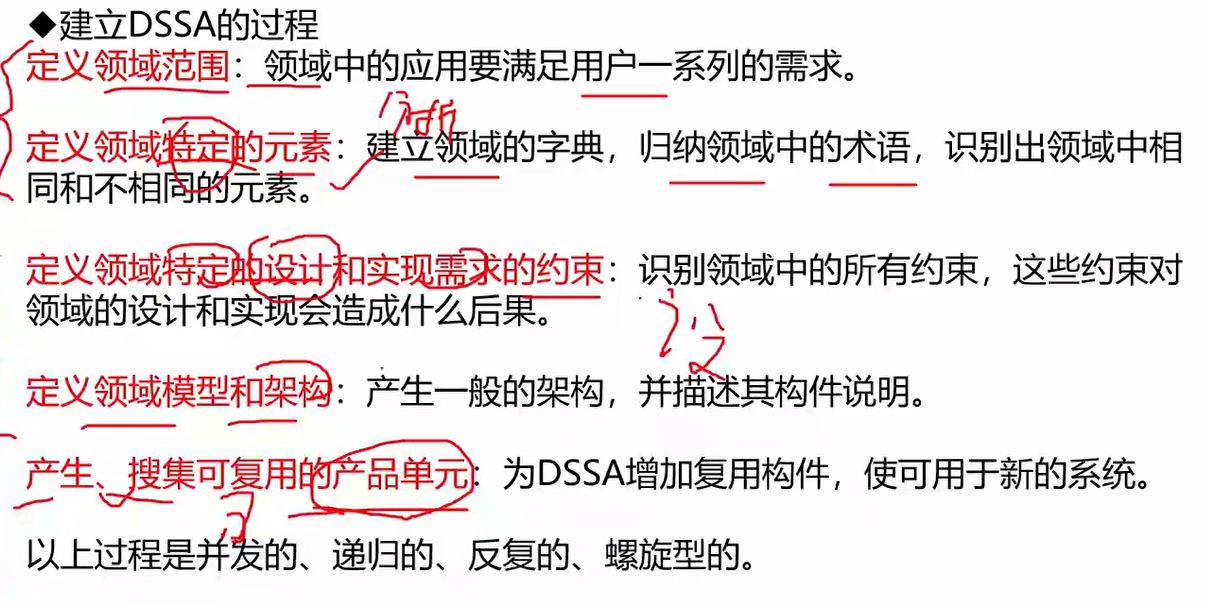 ◆建立DSSA的过程
定义领域范围：领域中的应用要满足用户一系列的需求。
分析
定义领域特定的元素：建立领域的字典，归纳领域中的术语，识别出领域中相
同和不相同的元素。
定义领域特定的设计和实现需求的约束：识别领域中的所有约束，这些约束对
领域的设计和实现会造成什么后果。
定义领域模型和架构：产生一般的架构，并描述其构件说明。
产生、搜集可复用的产品单元：为DSSA增加复用构件，使可用于新的系统。
以上过程是并发的、递归的、反复的、螺旋型的。